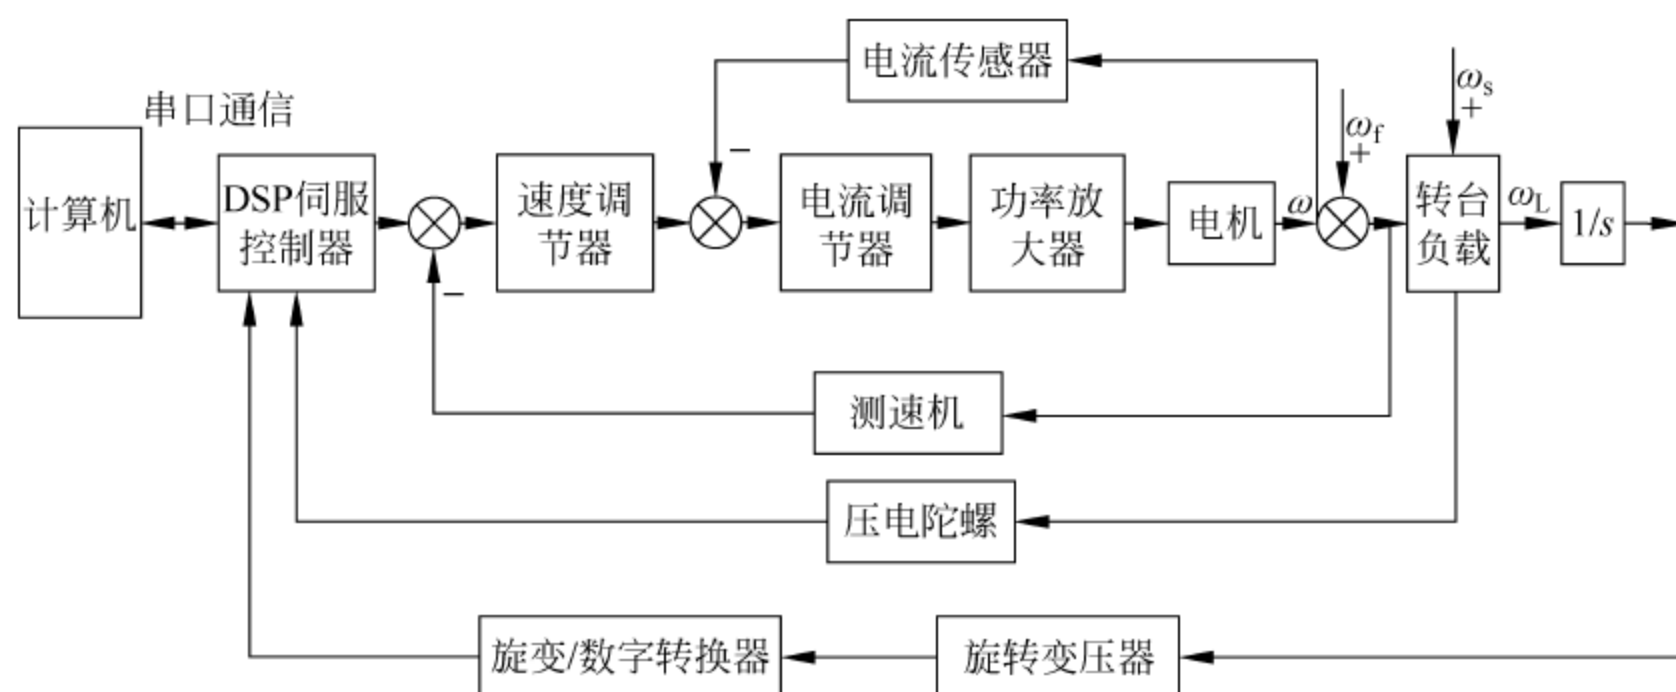 电流传感器
ωs
+
串口通信
ωf
+
−
计算机
DSP伺服
控制器
速度调
节器
电流调
节器
功率放
大器
电机
ω
转台
负载
ωL
1/s
−
测速机
压电陀螺
旋变/数字转换器
旋转变压器